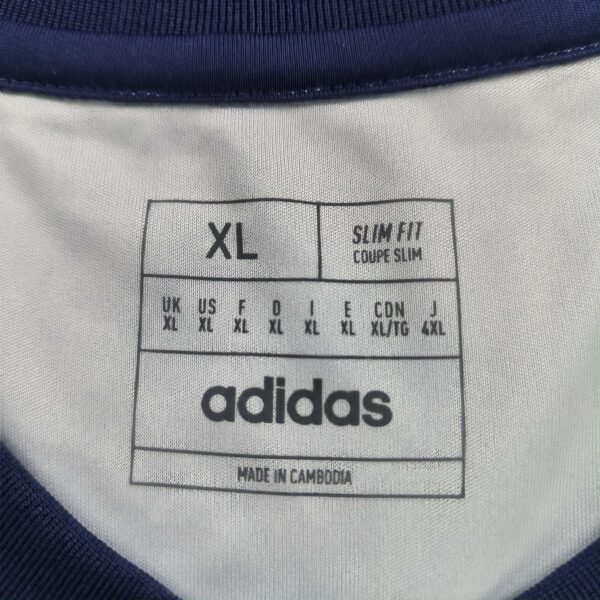 XL
SLIM FIT
COUPE SLIM
UK US F D I E CDN J
XL XL XL XL XL XL XL/TG 4XL
adidas
MADE IN CAMBODIA